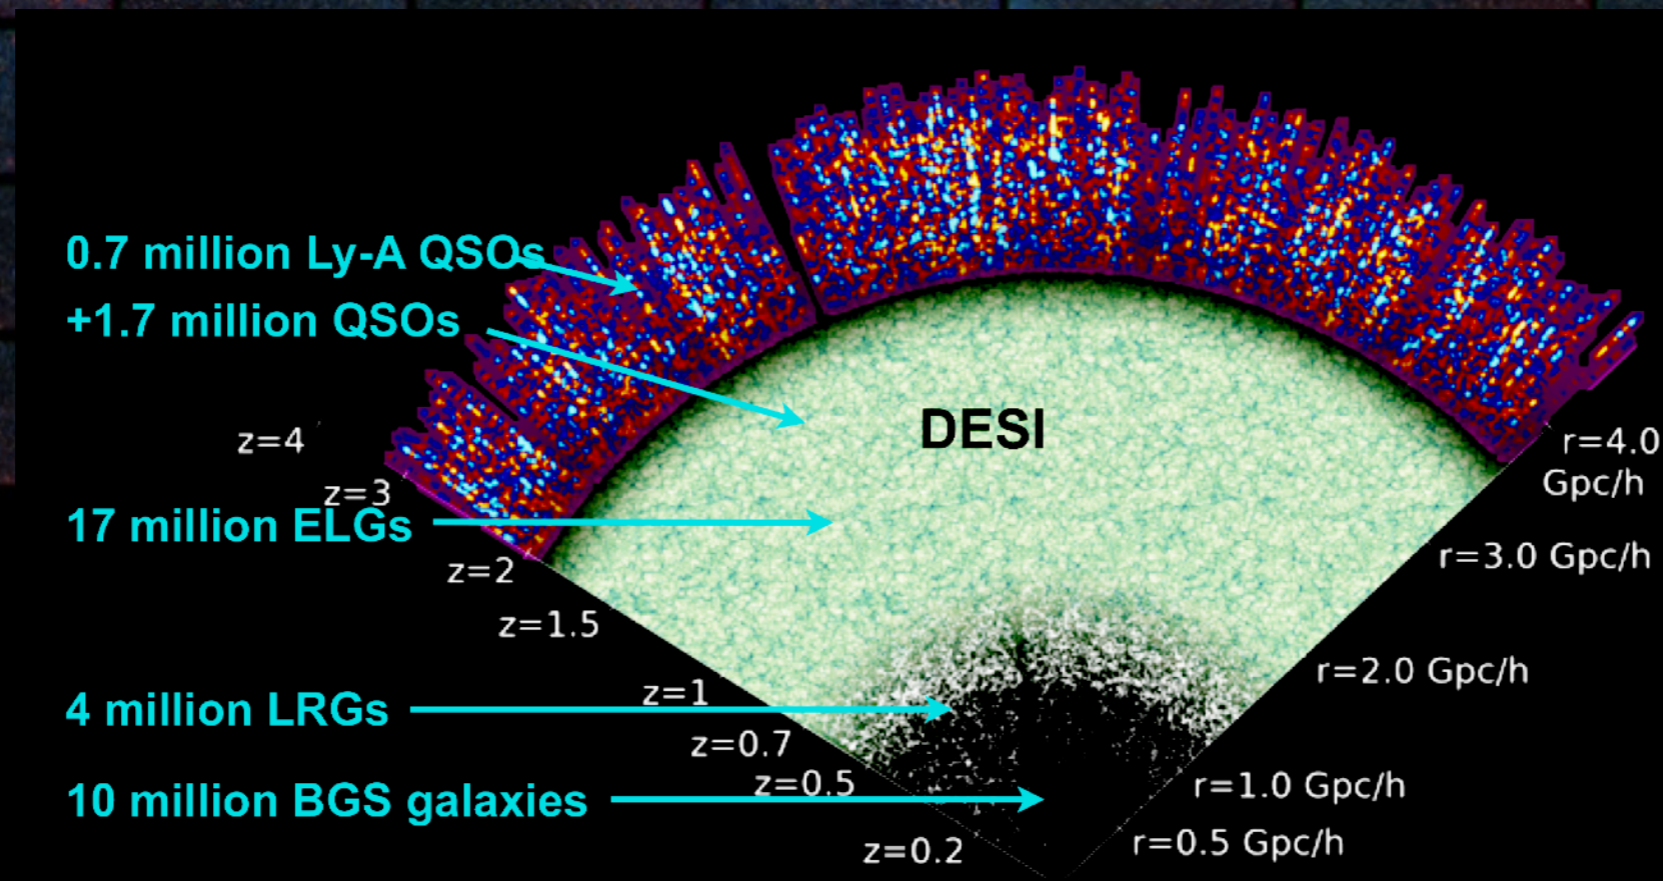 0.7 million Ly-A QSOs
+1.7 million QSOs
DESI
z=4
r=4.0
Gpc/h
z=3
17 million ELGs
r=3.0 Gpc/h
z=2
z=1.5
r=2.0 Gpc/h
z=1
4 million LRGs
z=0.7
z=0.5
r=1.0 Gpc/h
10 million BGS galaxies
r=0.5 Gpc/h
z=0.2